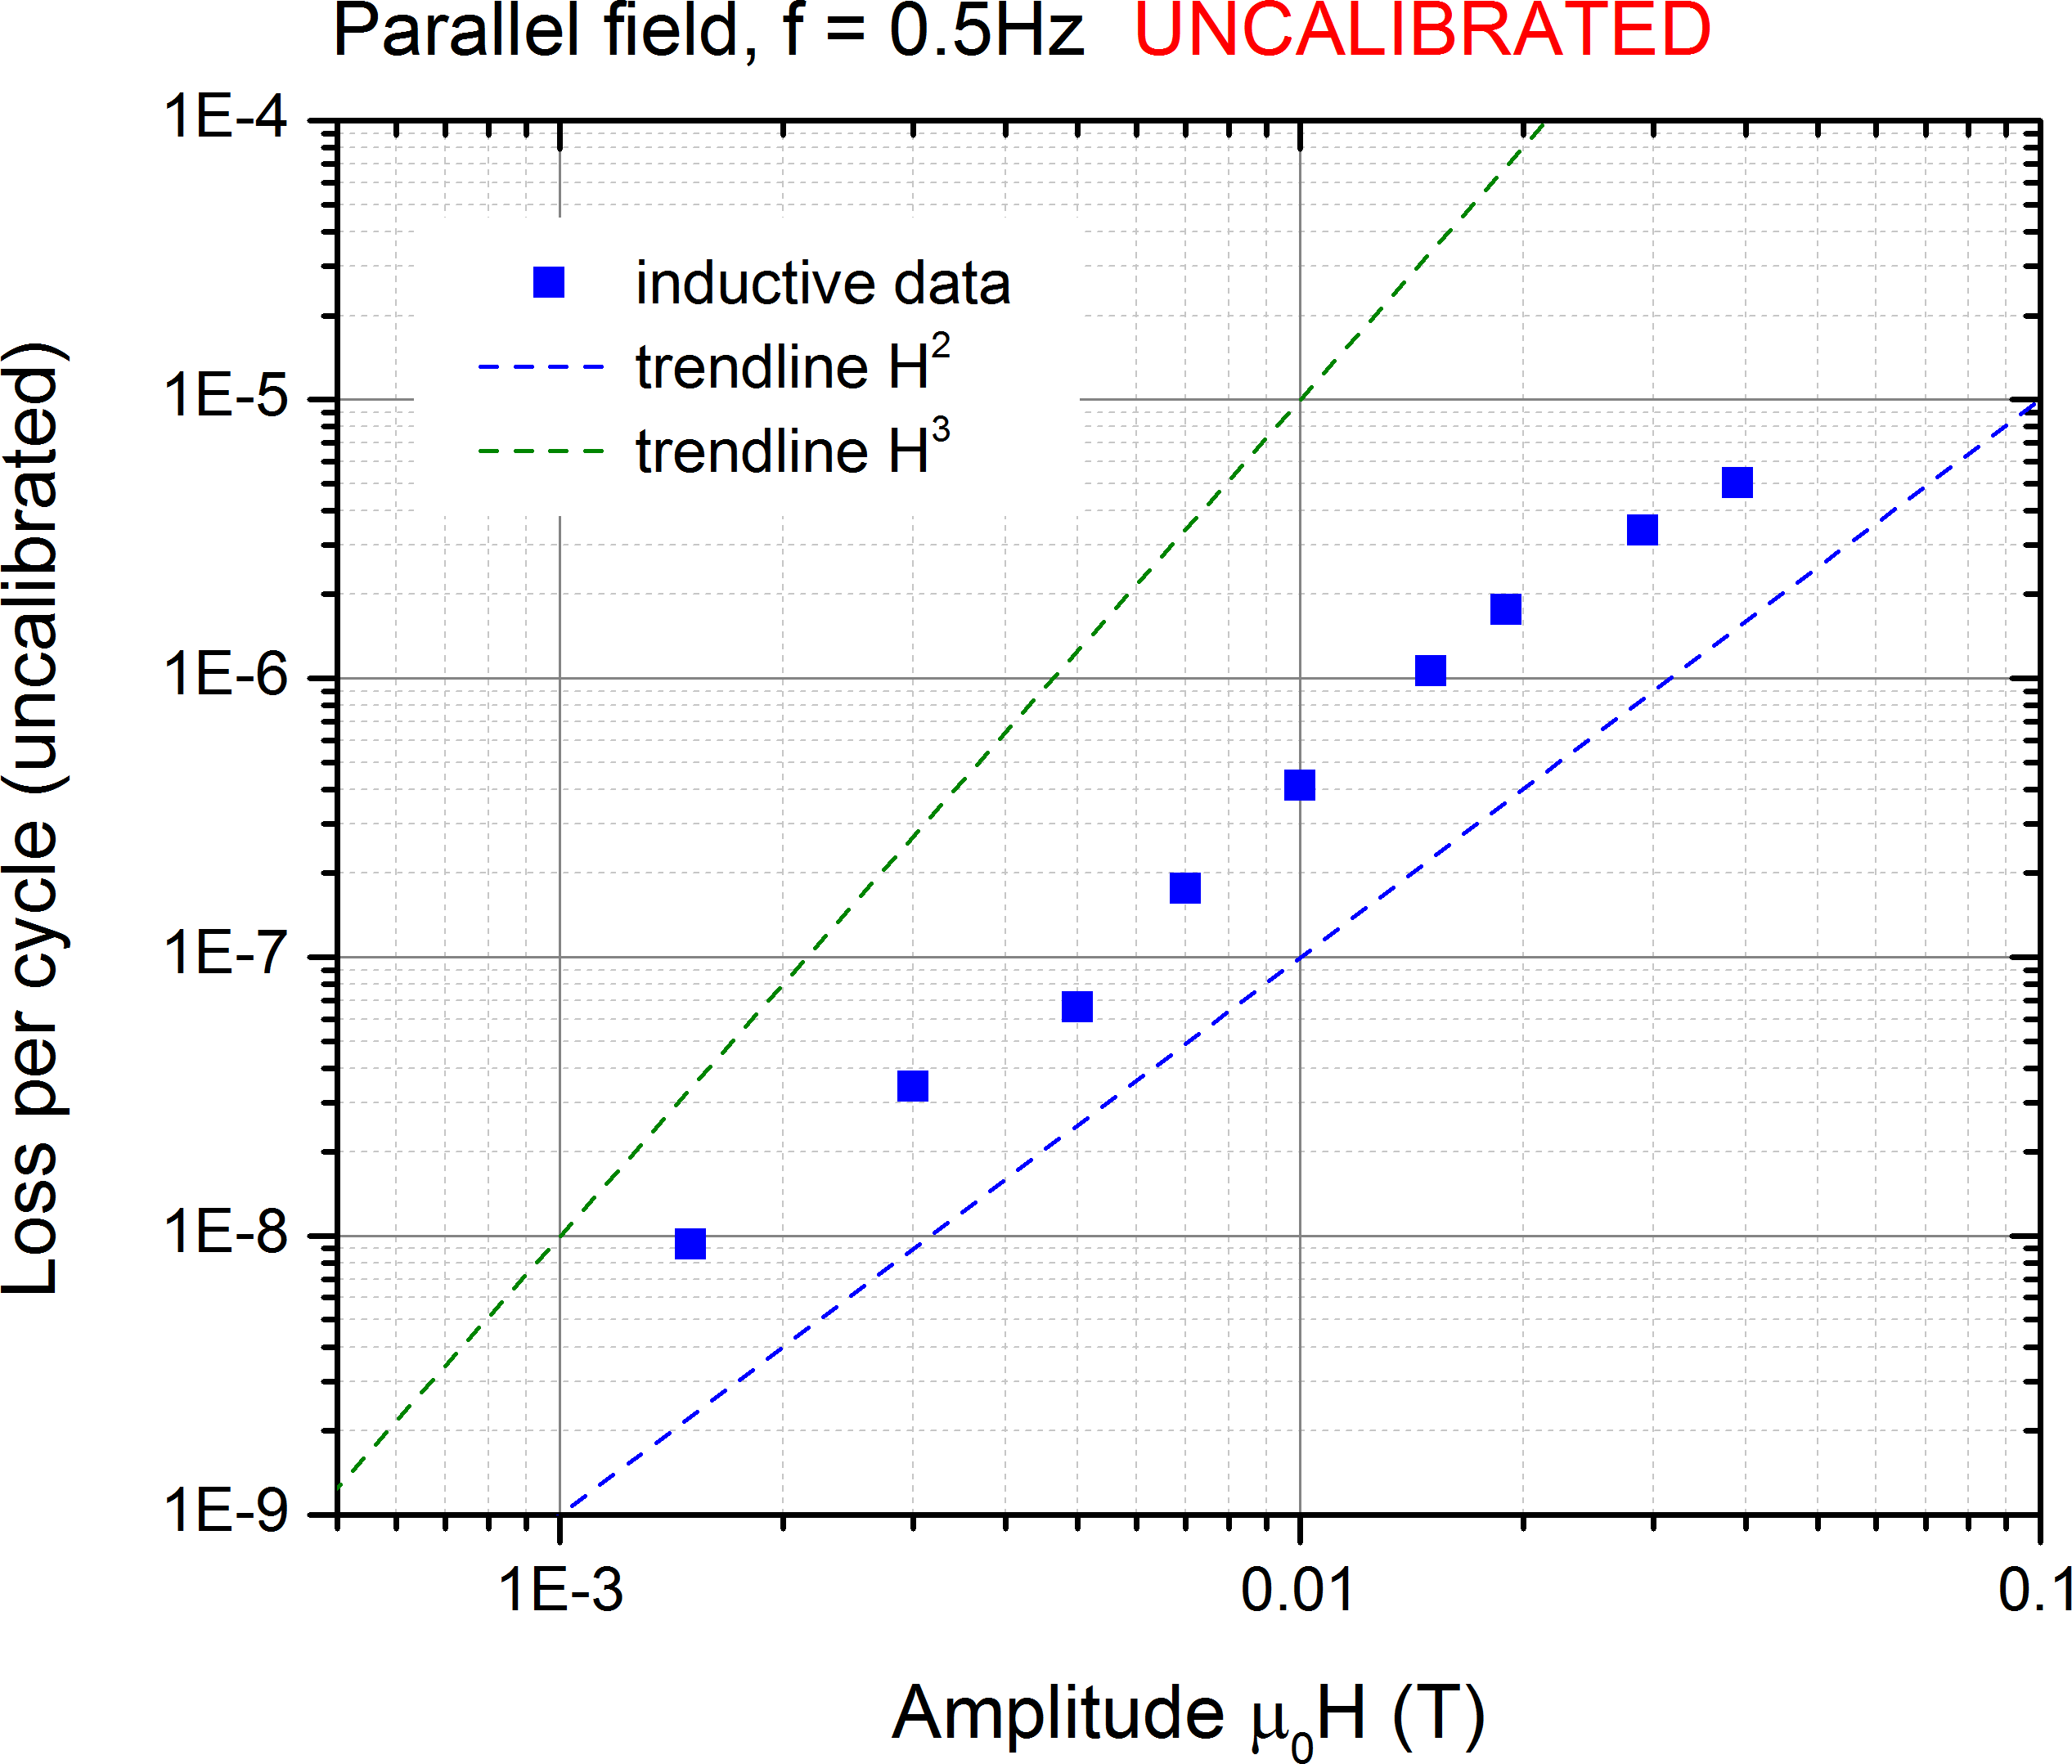 Parallel field, f = 0.5Hz UNCALIBRATED
1E-4
1E-5
1E-6
1E-7
1E-8
1E-9
Loss per cycle (uncalibrated)
inductive data
trendline H²
trendline H³
1E-3 0.01 0.1
Amplitude μ₀H (T)